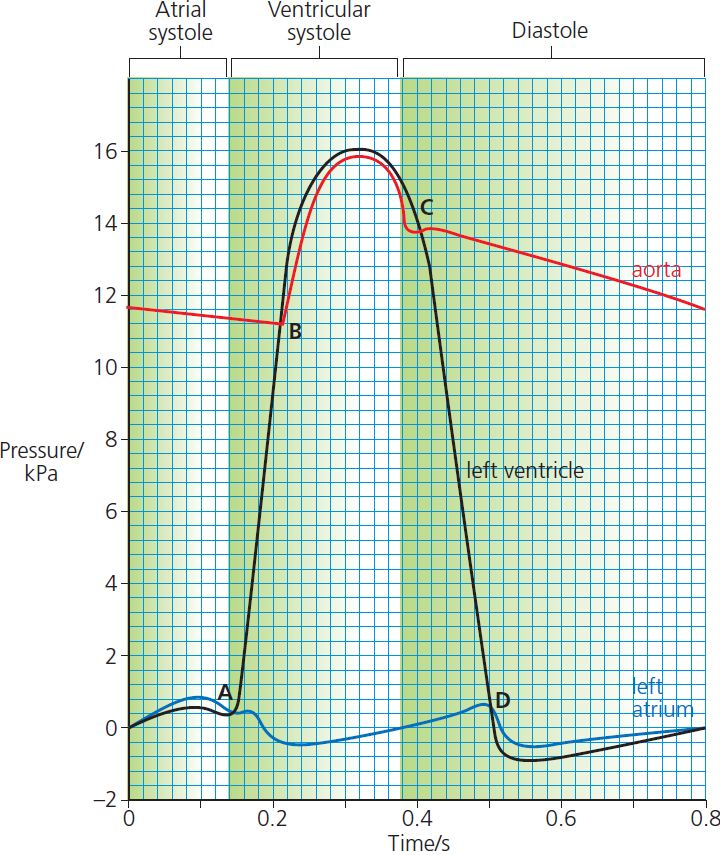 Atrial
systole
Ventricular
systole
Diastole
16
14
12
10
8
6
4
2
0
–2
Pressure/
kPa
C
aorta
B
left ventricle
A
D
left
atrium
0
0.2
0.4
0.6
0.8
Time/s